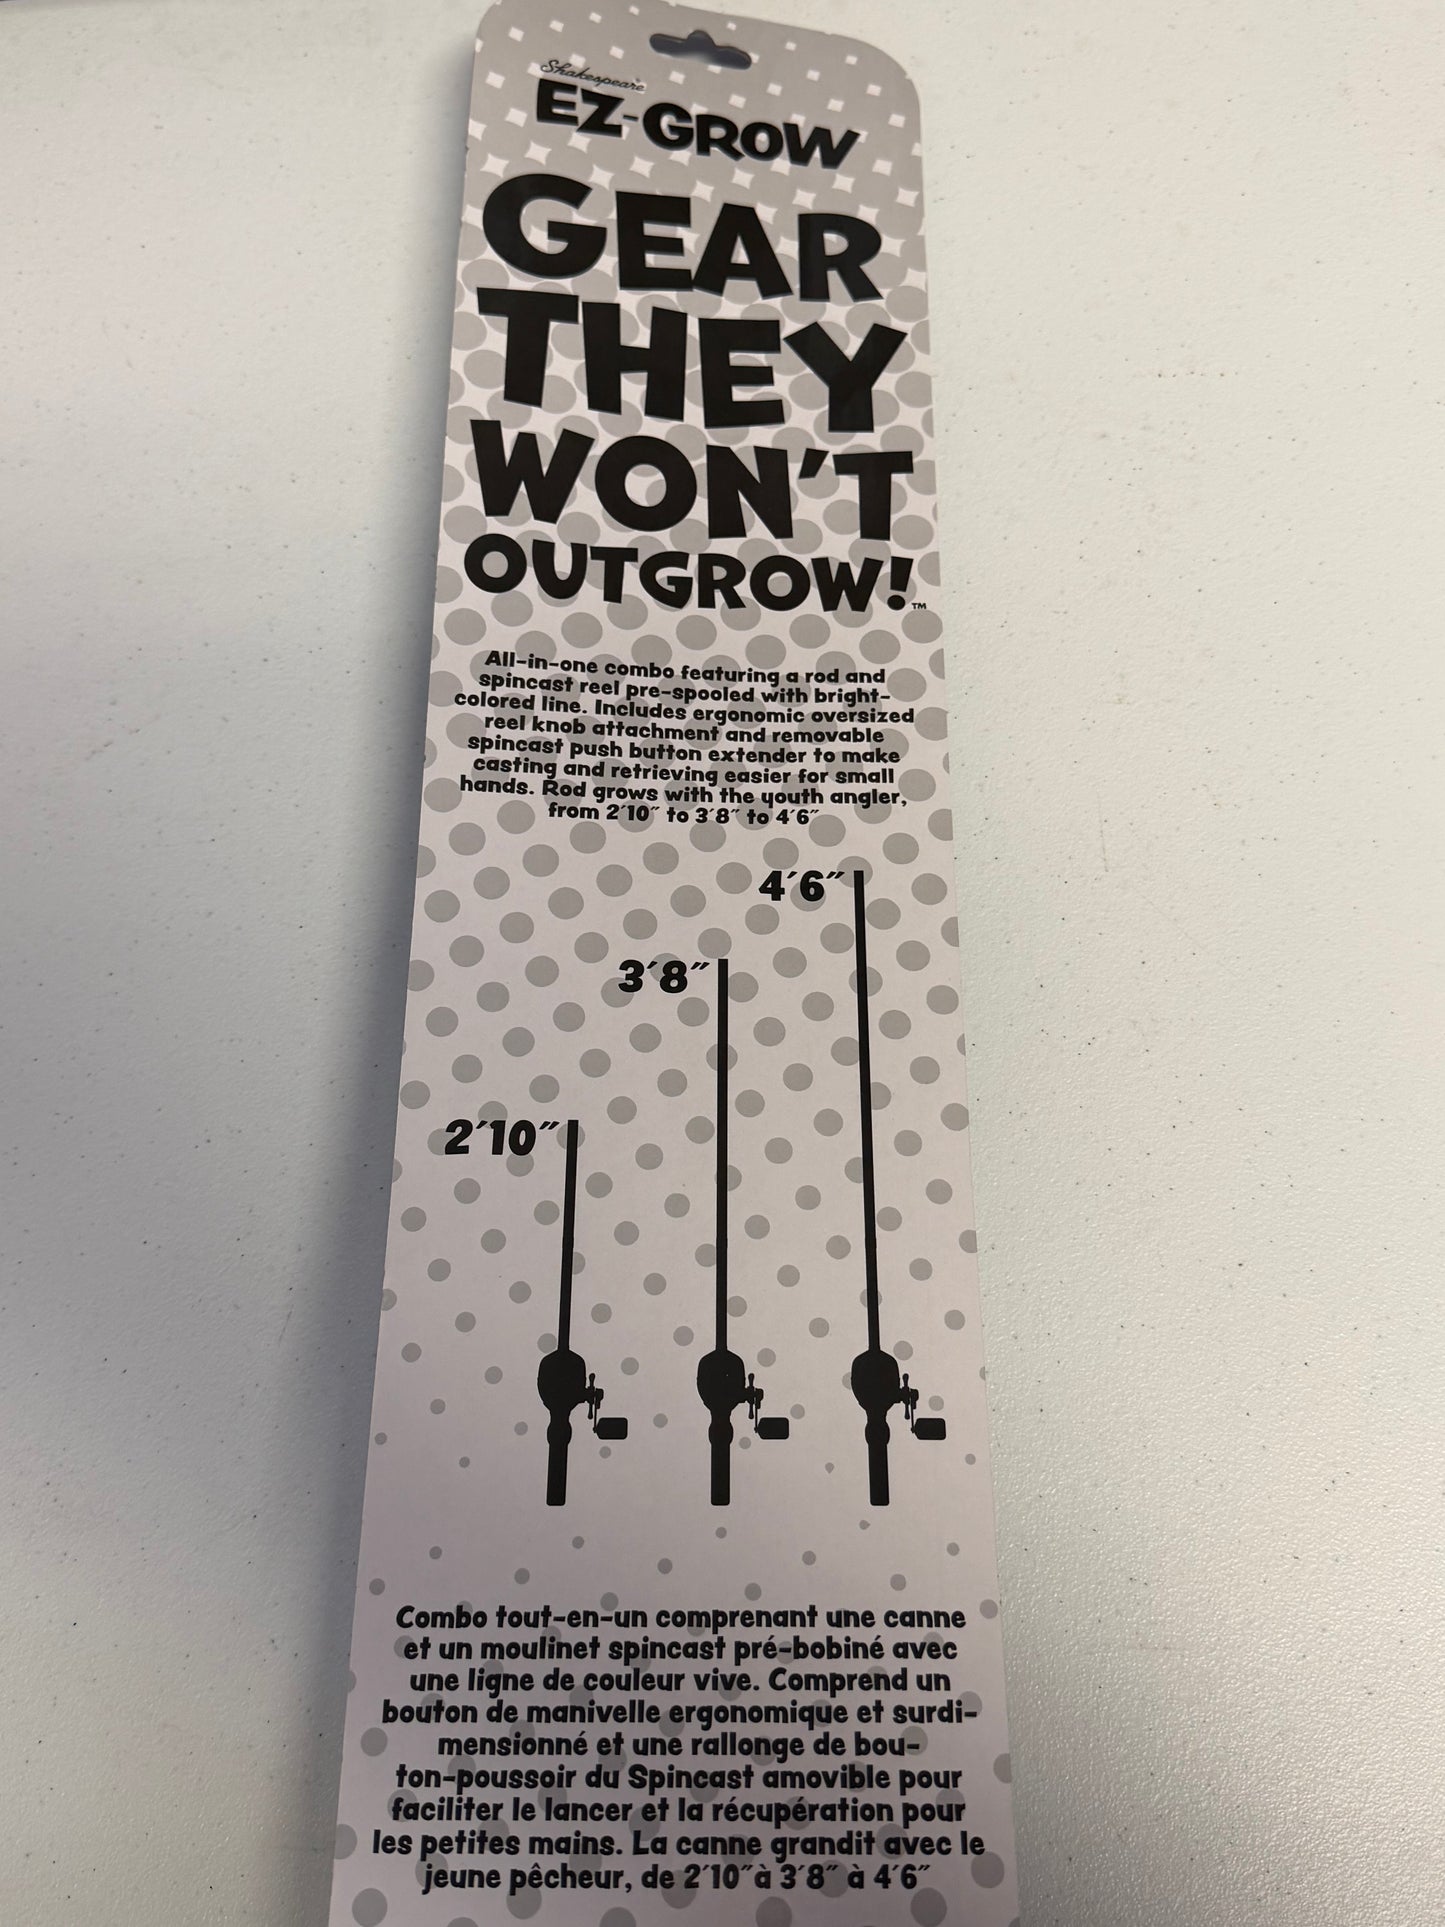 Shakespeare
EZ-GROW
GEAR
THEY
WON'T
OUTGROW!™
All-in-one combo featuring a rod and
spincast reel pre-spooled with bright-
colored line. Includes ergonomic oversized
reel knob attachment and removable
spincast push button extender to make
casting and retrieving easier for small
hands. Rod grows with the youth angler,
from 2'10" to 3'8" to 4'6"
4'6"
3'8"
2'10"
Combo tout-en-un comprenant une canne
et un moulinet spincast pré-bobiné avec
une ligne de couleur vive. Comprend un
bouton de manivelle ergonomique et surdi-
mensionné et une rallonge de bou-
ton-poussoir du Spincast amovible pour
faciliter le lancer et la récupération pour
les petites mains. La canne grandit avec le
jeune pêcheur, de 2'10"à 3'8" à 4'6"